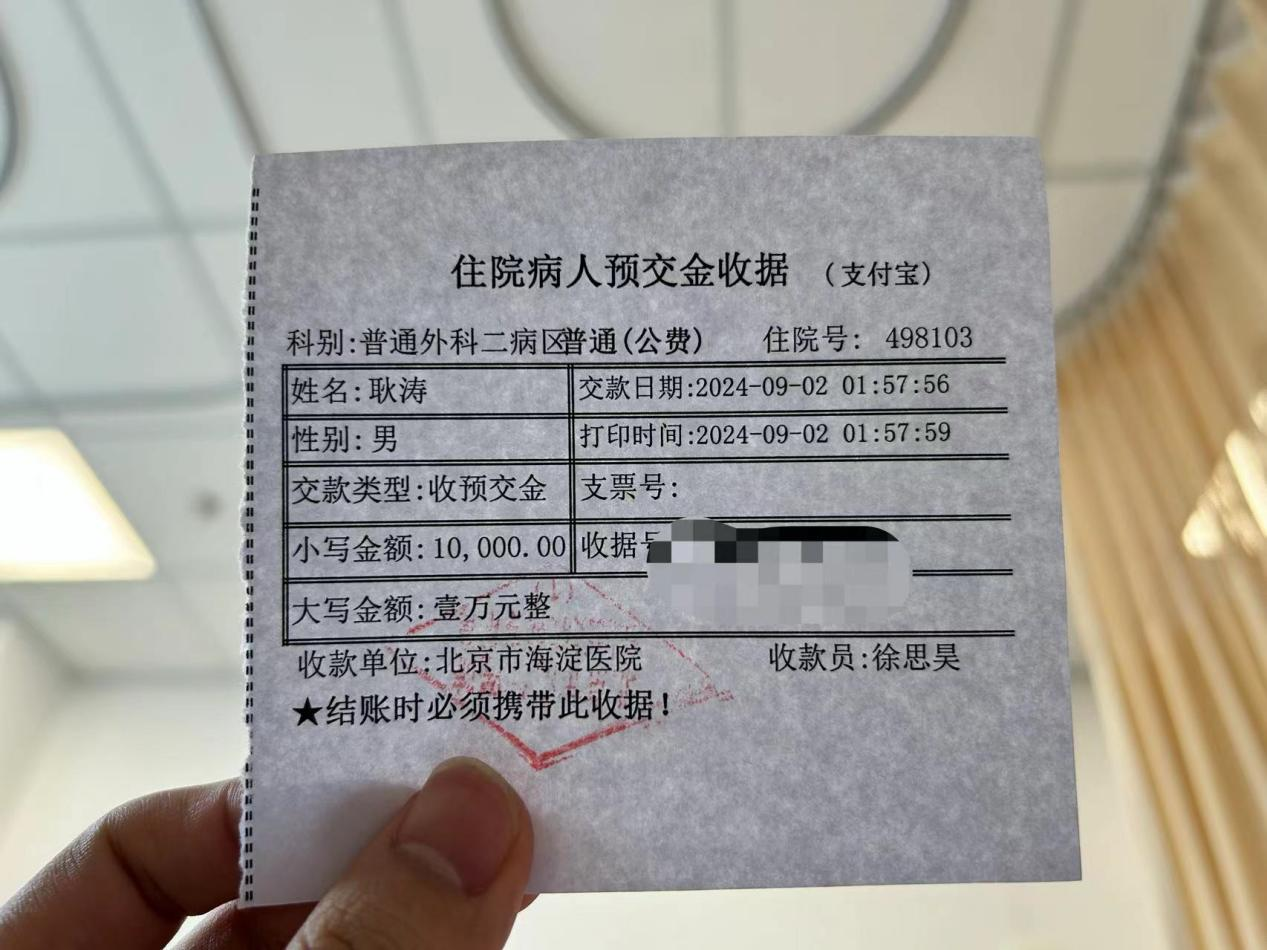 住院病人预交金收据 (支付宝)
科别:普通外科二病区普通(公费) 住院号: 498103
姓名:耿涛 交款日期:2024-09-02 01:57:56
性别:男 打印时间:2024-09-02 01:57:59
交款类型:收预交金 支票号:
小写金额:10,000.00 收据号
大写金额:壹万元整
收款单位:北京市海淀医院 收款员:徐思昊
★结账时必须携带此收据!